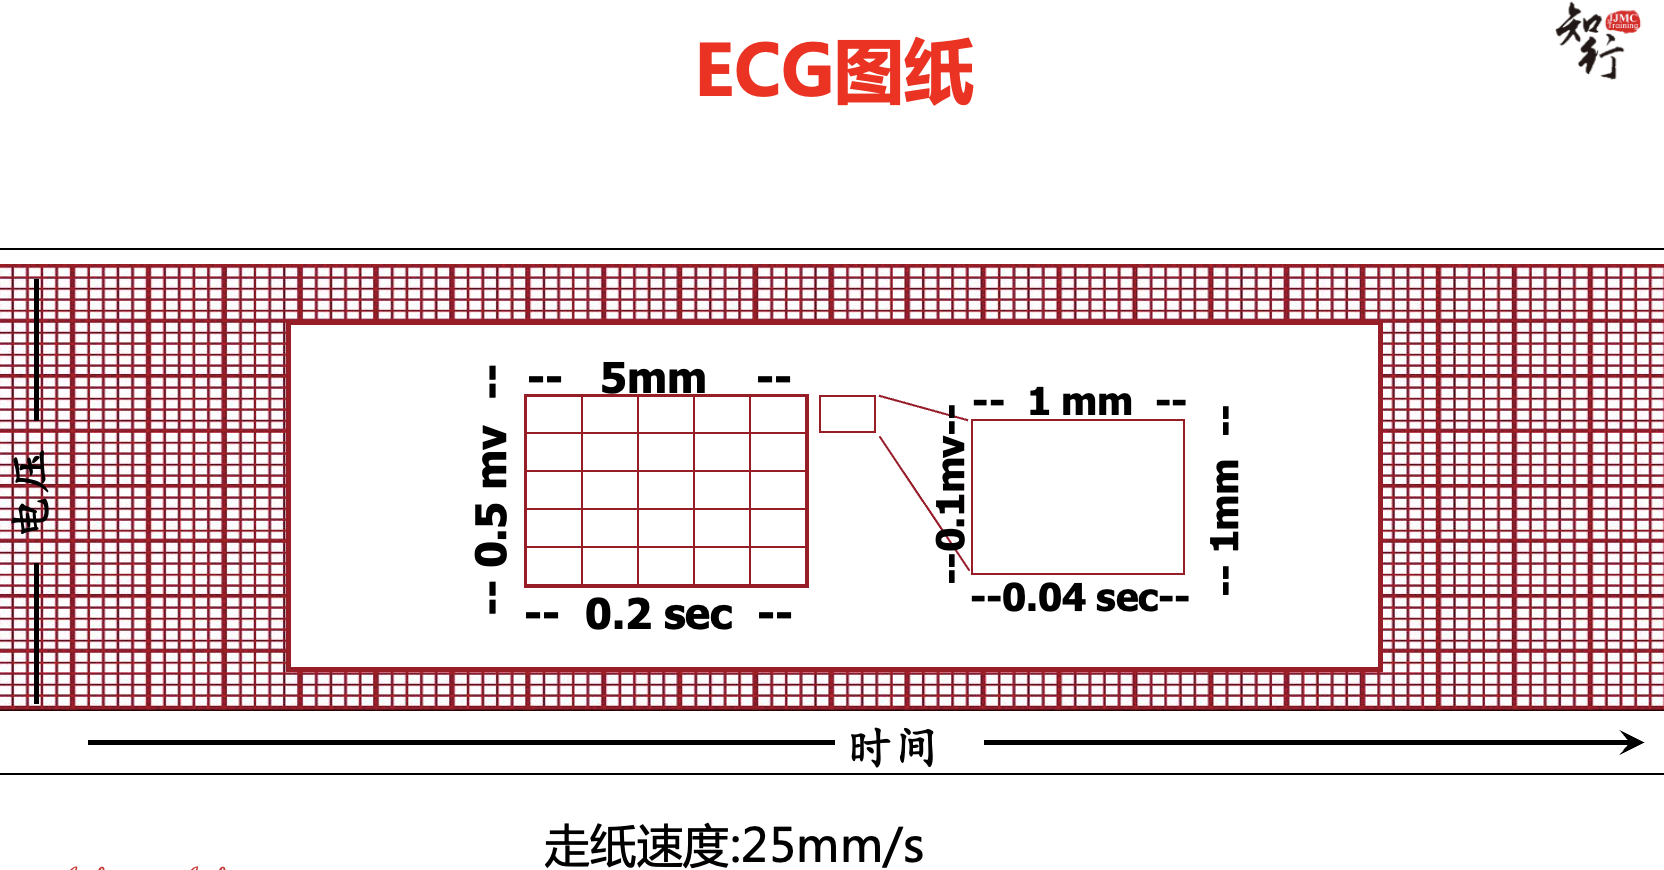 知行
IJMC
Training
ECG图纸
-- 5mm --
-- 0.5 mv --
-- 0.2 sec --
-- 1 mm --
--0.1mv--
-- 1mm --
--0.04 sec--
电压
时间
走纸速度:25mm/s